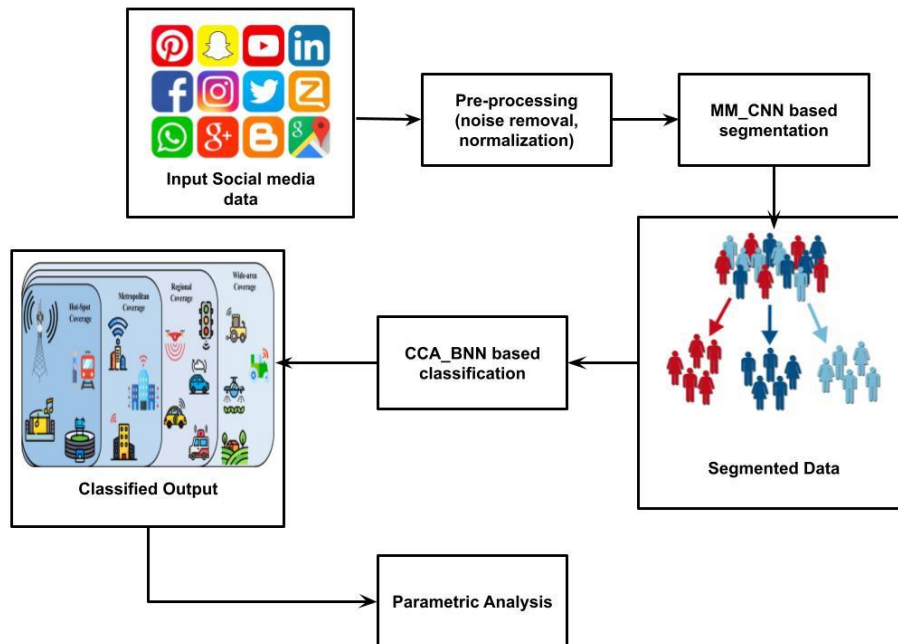 Input Social media
data
Pre-processing
(noise removal,
normalization)
MM_CNN based
segmentation
Segmented Data
CCA_BNN based
classification
Hot-Spot
Coverage
Metropolitan
Coverage
Regional
Coverage
Wide-area
Coverage
Classified Output
Parametric Analysis